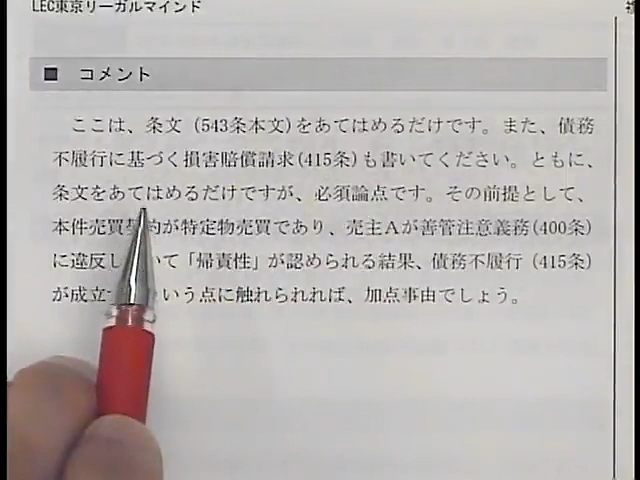 LEC東京リーガルマインド
■ コメント
ここは、条文 (543条本文)をあてはめるだけです。また、債務
不履行に基づく損害賠償請求(415条)も書いてください。ともに、
条文をあてはめるだけですが、必須論点です。その前提として、
本件売買契約が特定物売買であり、売主Aが善管注意義務(400条)
に違反し いて「帰責性」が認められる結果、債務不履行 (415条)
が成立 いう点に触れられれば、加点事由でしょう。